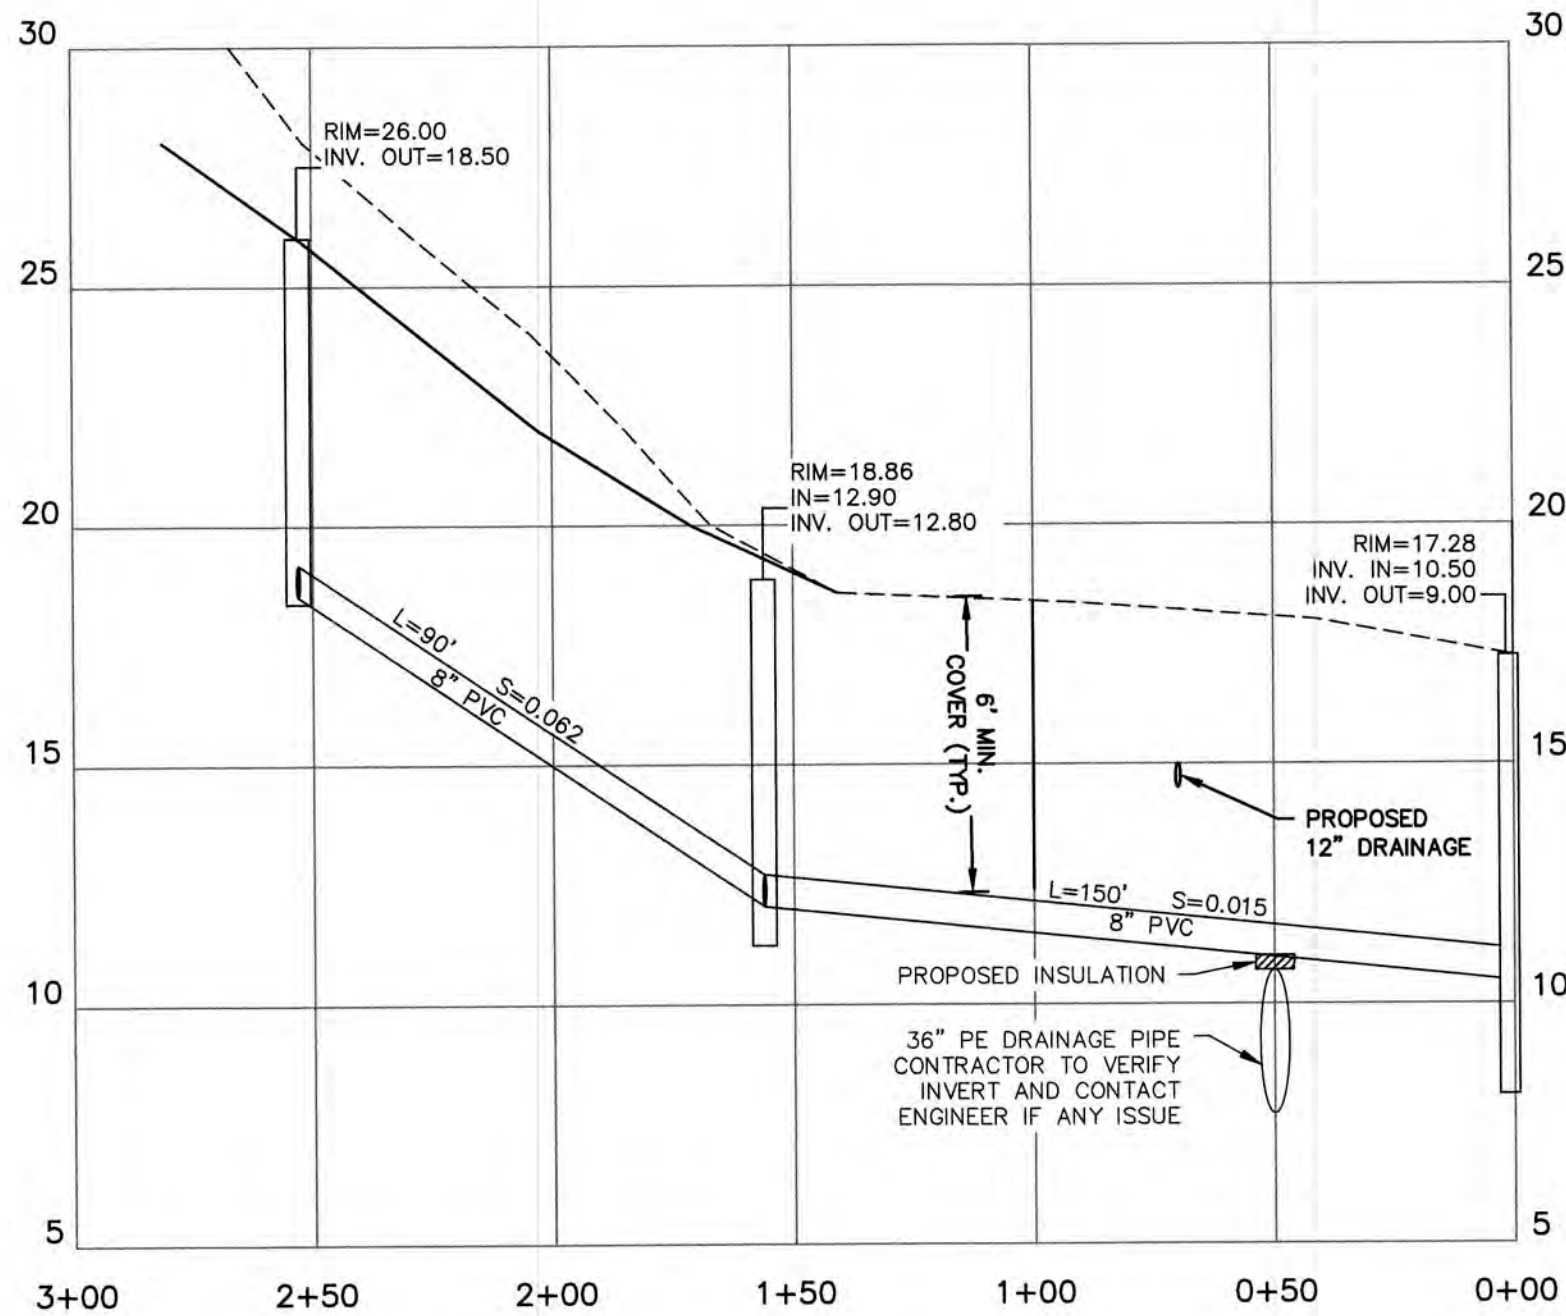 30
30
RIM=26.00
INV. OUT=18.50
25
25
RIM=18.86
IN=12.90
INV. OUT=12.80
20
20
RIM=17.28
INV. IN=10.50
INV. OUT=9.00
L=90' S=0.062
8" PVC
6' MIN.
COVER (TYP.)
15
15
PROPOSED
12" DRAINAGE
L=150' S=0.015
8" PVC
PROPOSED INSULATION
10
10
36" PE DRAINAGE PIPE
CONTRACTOR TO VERIFY
INVERT AND CONTACT
ENGINEER IF ANY ISSUE
5
5
3+00 2+50 2+00 1+50 1+00 0+50 0+00